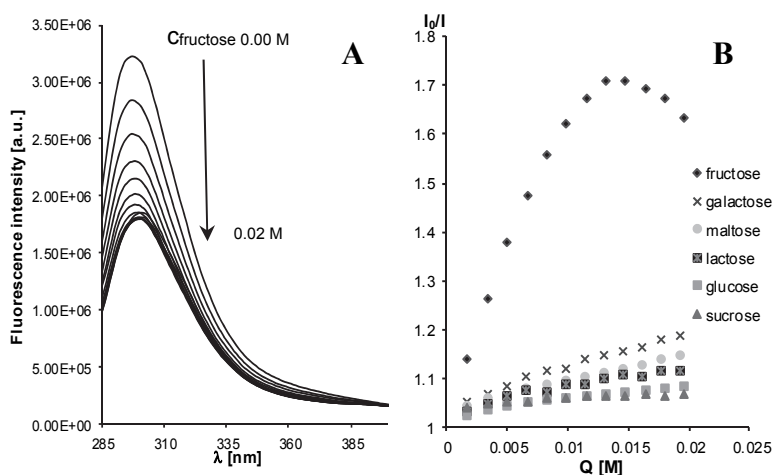 Cfructose 0.00 M
A
0.02 M
Fluorescence intensity [a.u.]
3.50E+06
3.00E+06
2.50E+06
2.00E+06
1.50E+06
1.00E+06
5.00E+05
0.00E+00
285
310
335
360
385
λ [nm]
I0/I
B
1.8
1.7
1.6
1.5
1.4
1.3
1.2
1.1
1
0
0.005
0.01
0.015
0.02
0.025
Q [M]
fructose
galactose
maltose
lactose
glucose
sucrose